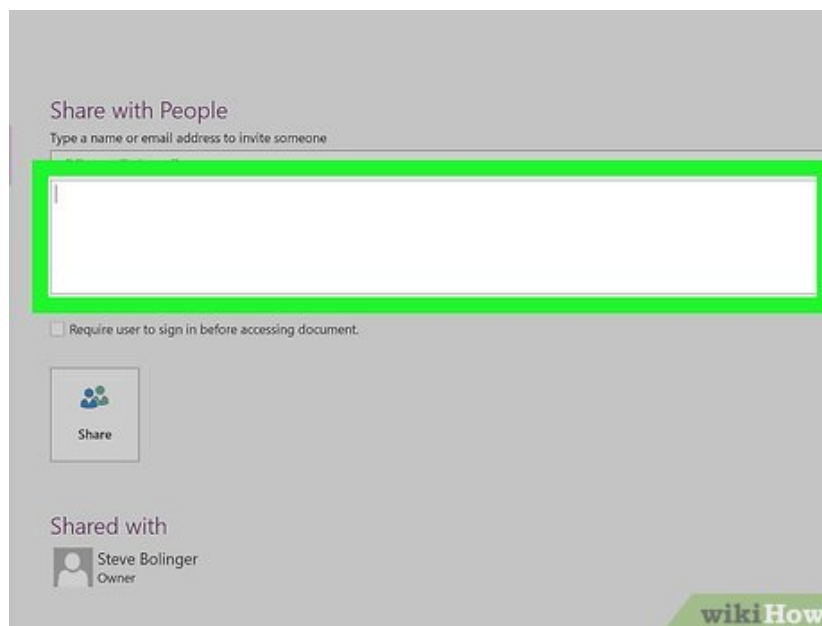 Share with People
Type a name or email address to invite someone
Require user to sign in before accessing document.
Share
Shared with
Steve Bolinger
Owner
wikiHow